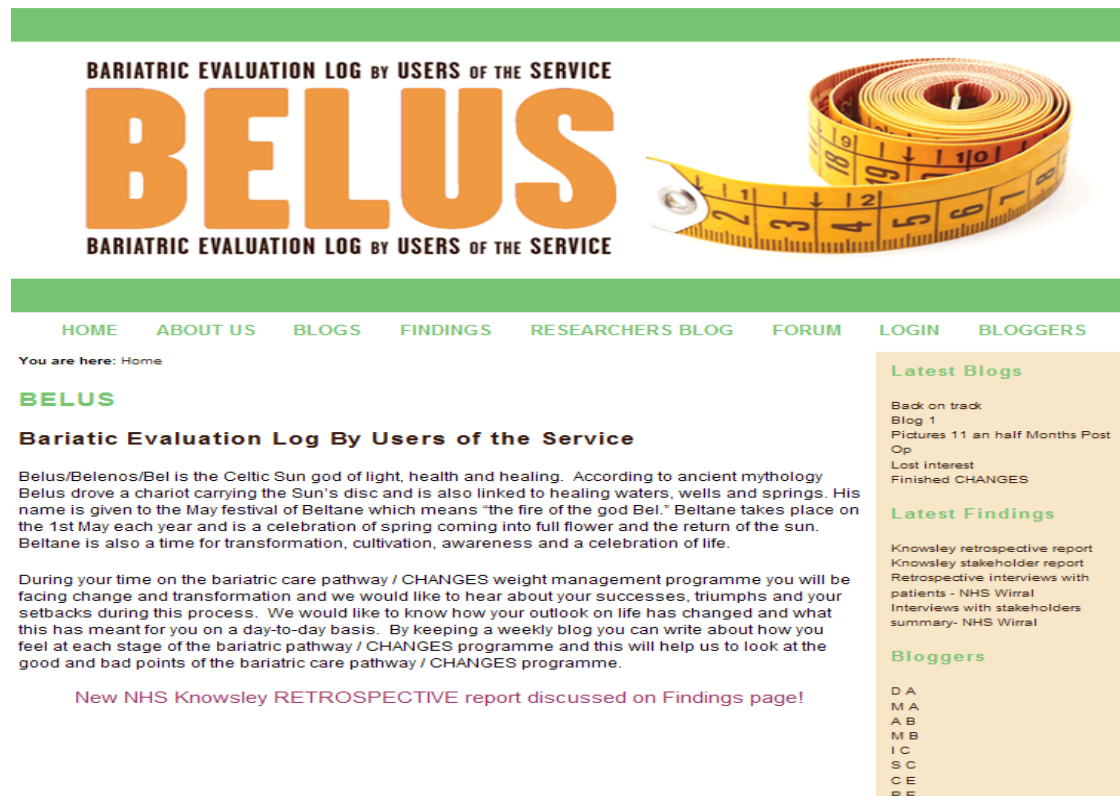 BARIATRIC EVALUATION LOG BY USERS OF THE SERVICE
BELUS
BARIATRIC EVALUATION LOG BY USERS OF THE SERVICE
HOME ABOUT US BLOGS FINDINGS RESEARCHERS BLOG FORUM LOGIN BLOGGERS
You are here: Home
BELUS
Bariatic Evaluation Log By Users of the Service
Belus/Belenos/Bel is the Celtic Sun god of light, health and healing. According to ancient mythology
Belus drove a chariot carrying the Sun's disc and is also linked to healing waters, wells and springs. His
name is given to the May festival of Beltane which means "the fire of the god Bel." Beltane takes place on
the 1st May each year and is a celebration of spring coming into full flower and the return of the sun.
Beltane is also a time for transformation, cultivation, awareness and a celebration of life.
During your time on the bariatric care pathway / CHANGES weight management programme you will be
facing change and transformation and we would like to hear about your successes, triumphs and your
setbacks during this process. We would like to know how your outlook on life has changed and what
this has meant for you on a day-to-day basis. By keeping a weekly blog you can write about how you
feel at each stage of the bariatric pathway / CHANGES programme and this will help us to look at the
good and bad points of the bariatric care pathway / CHANGES programme.
New NHS Knowsley RETROSPECTIVE report discussed on Findings page!
Latest Blogs
Back on track
Blog 1
Pictures 11 an half Months Post
Op
Lost interest
Finished CHANGES
Latest Findings
Knowsley retrospective report
Knowsley stakeholder report
Retrospective interviews with
patients - NHS Wirral
Interviews with stakeholders
summary- NHS Wirral
Bloggers
D A
M A
A B
M B
I C
S C
C E